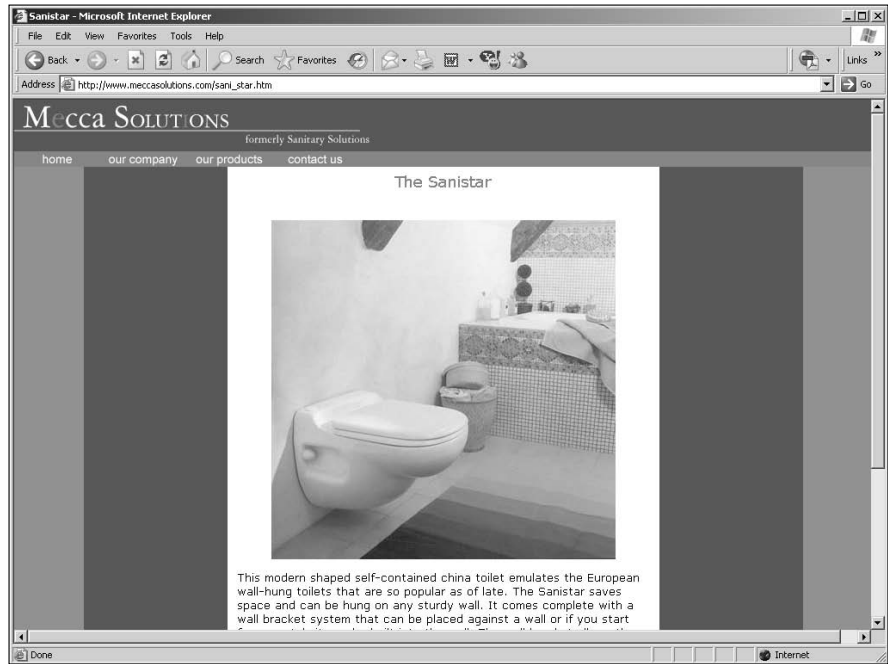 Sanistar - Microsoft Internet Explorer
File Edit View Favorites Tools Help
Back Search Favorites Links »
Address http://www.meccasolutions.com/sani_star.htm Go
Mecca Solutions
formerly Sanitary Solutions
home our company our products contact us
The Sanistar
This modern shaped self-contained china toilet emulates the European
wall-hung toilets that are so popular as of late. The Sanistar saves
space and can be hung on any sturdy wall. It comes complete with a
wall bracket system that can be placed against a wall or if you start
Done Internet